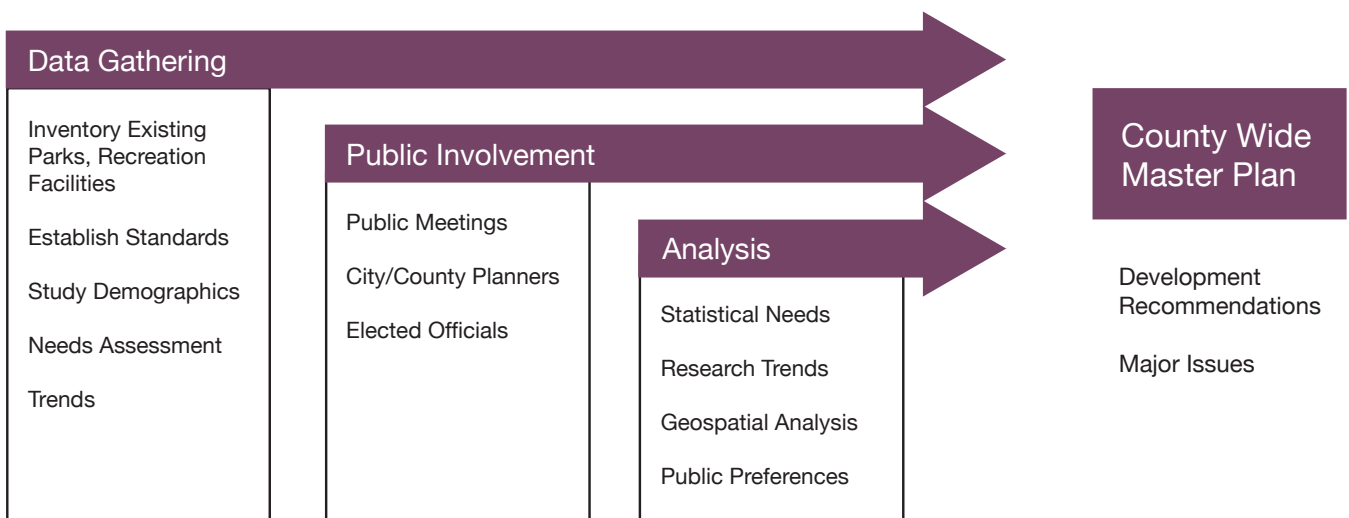 Data Gathering
Inventory Existing
Parks, Recreation
Facilities
Establish Standards
Study Demographics
Needs Assessment
Trends
Public Involvement
Public Meetings
City/County Planners
Elected Officials
Analysis
Statistical Needs
Research Trends
Geospatial Analysis
Public Preferences
County Wide
Master Plan
Development
Recommendations
Major Issues